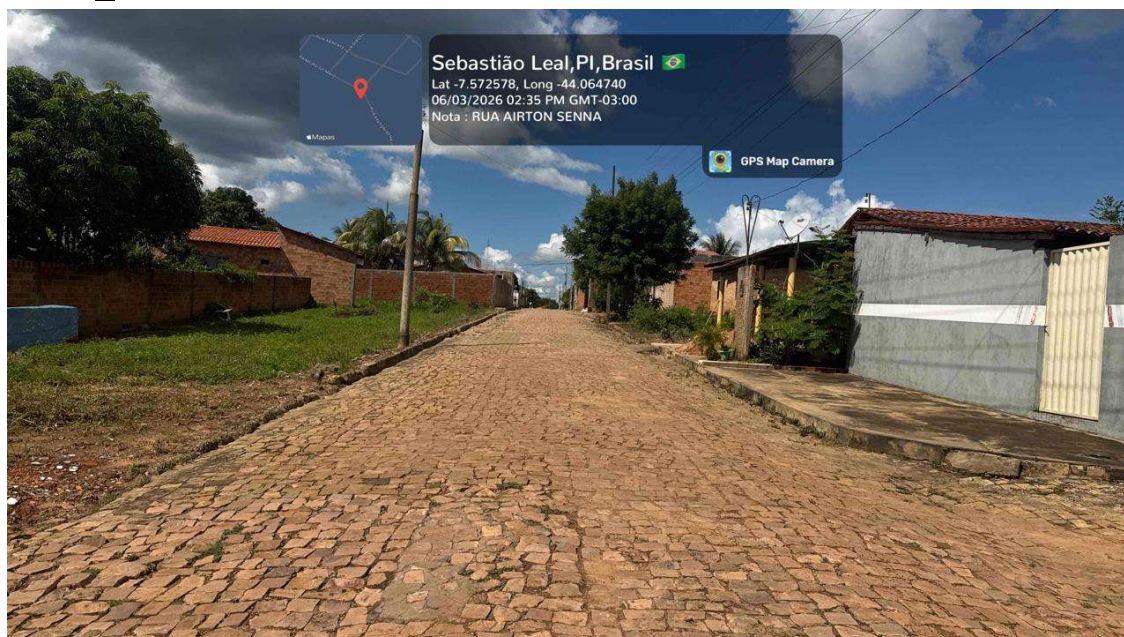 Sebastião Leal,PI,Brasil 🇧🇷
Lat -7.572578, Long -44.064740
06/03/2026 02:35 PM GMT-03:00
Nota : RUA AIRTON SENNA
Mapas
GPS Map Camera